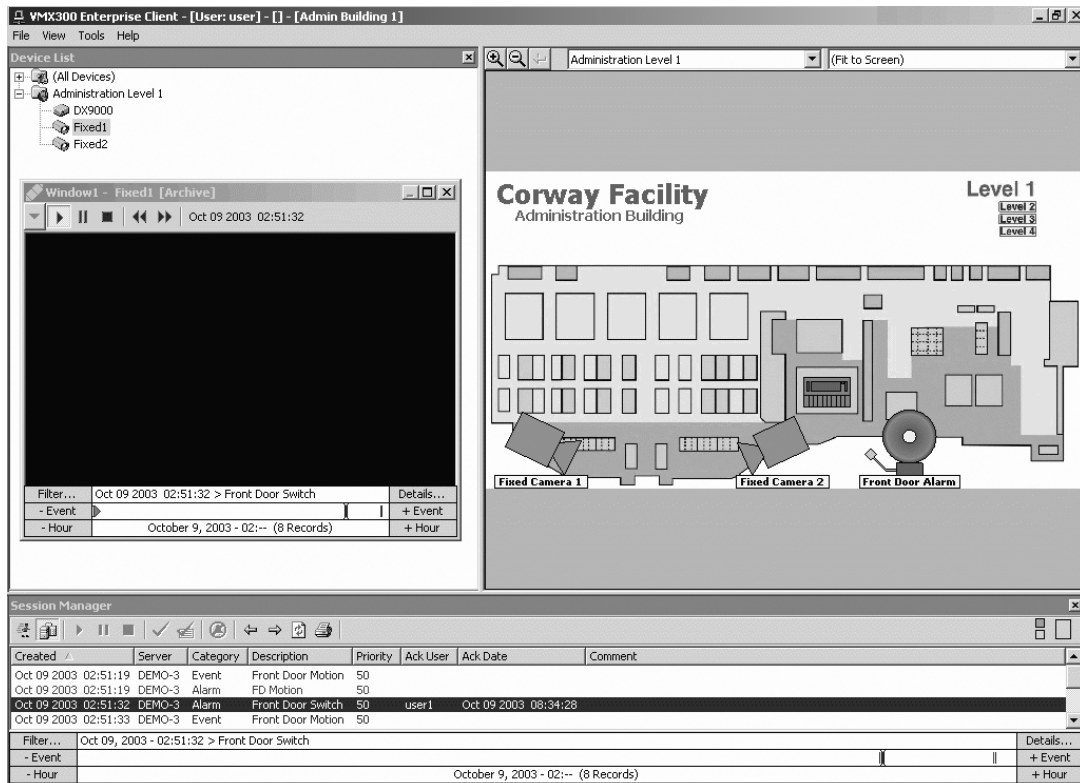 VMX300 Enterprise Client - [User: user] - [] - [Admin Building 1]
File View Tools Help
Device List
(All Devices)
Administration Level 1
DX9000
Fixed1
Fixed2
Administration Level 1
(Fit to Screen)
Window1 - Fixed1 [Archive]
Oct 09 2003 02:51:32
Filter... Oct 09 2003 02:51:32 > Front Door Switch Details...
- Event + Event
- Hour October 9, 2003 - 02:-- (8 Records) + Hour
Corway Facility
Administration Building
Level 1
Level 2
Level 3
Level 4
Fixed Camera 1
Fixed Camera 2
Front Door Alarm
Session Manager
Created Server Category Description Priority Ack User Ack Date Comment
Oct 09 2003 02:51:19 DEMO-3 Event Front Door Motion 50
Oct 09 2003 02:51:19 DEMO-3 Alarm FD Motion 50
Oct 09 2003 02:51:32 DEMO-3 Alarm Front Door Switch 50 user1 Oct 09 2003 08:34:28
Oct 09 2003 02:51:33 DEMO-3 Event Front Door Motion 50
Filter... Oct 09, 2003 - 02:51:32 > Front Door Switch Details...
- Event + Event
- Hour October 9, 2003 - 02:-- (8 Records) + Hour